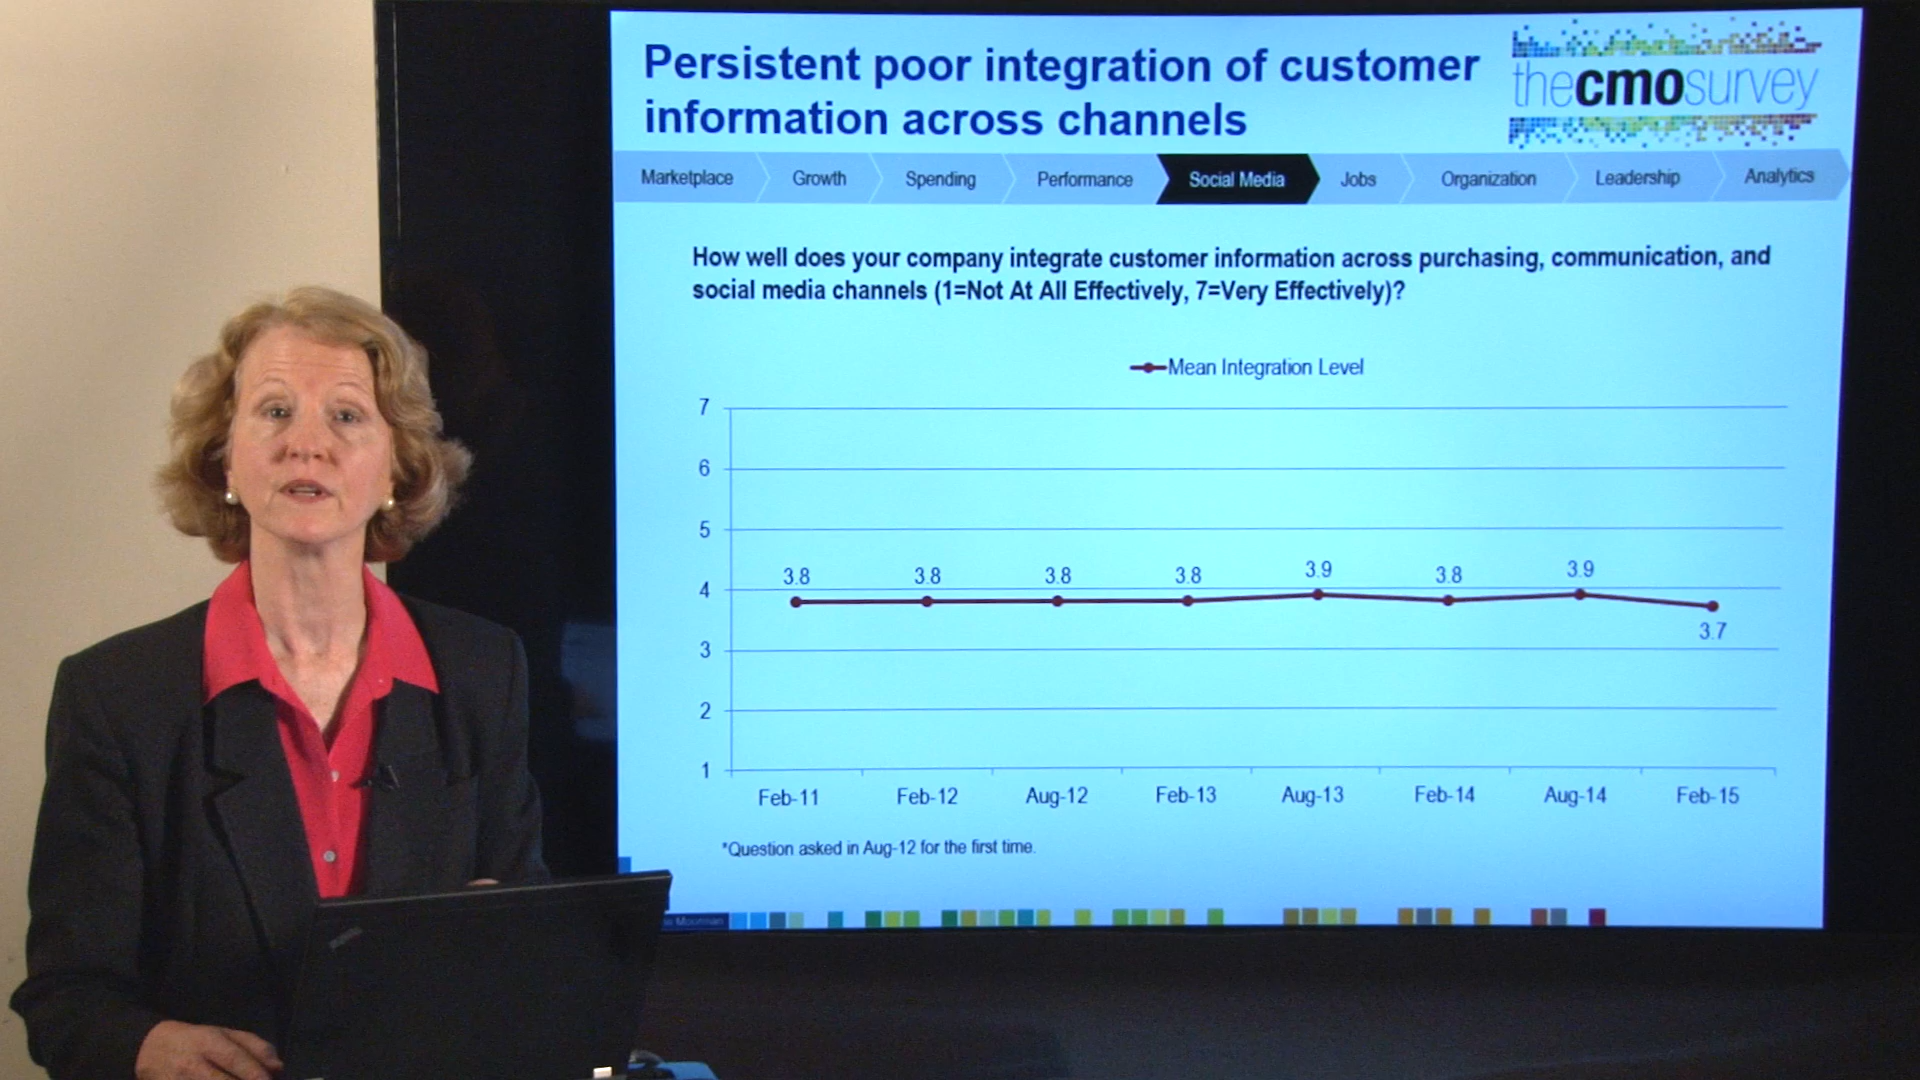 Persistent poor integration of customer
information across channels
thecmosurvey
Marketplace Growth Spending Performance Social Media Jobs Organization Leadership Analytics
How well does your company integrate customer information across purchasing, communication, and
social media channels (1=Not At All Effectively, 7=Very Effectively)?
Mean Integration Level
7
6
5
4
3
2
1
3.8 3.8 3.8 3.8 3.9 3.8 3.9 3.7
Feb-11 Feb-12 Aug-12 Feb-13 Aug-13 Feb-14 Aug-14 Feb-15
*Question asked in Aug-12 for the first time.
Moorman